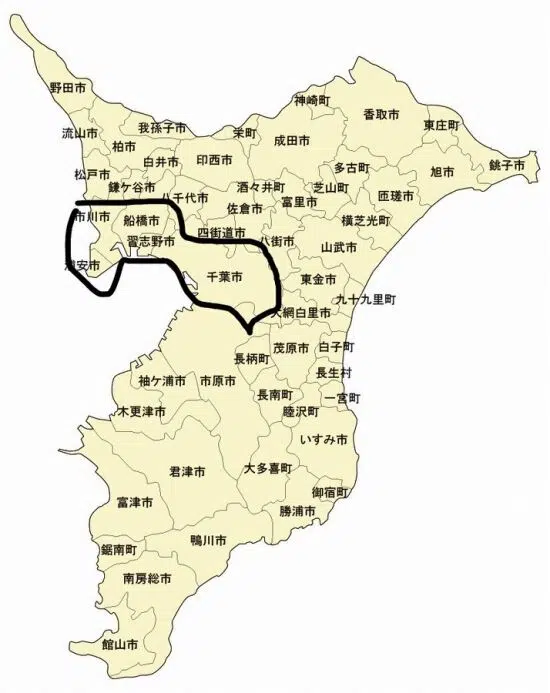 野田市
流山市
柏市
我孫子市
栄町
神崎町
香取市
東庄町
成田市
松戸市
白井市
印西市
多古町
旭市
銚子市
鎌ケ谷市
八千代市
酒々井町
芝山町
匝瑳市
佐倉市
富里市
市川市
船橋市
横芝光町
習志野市
四街道市
八街市
山武市
浦安市
千葉市
東金市
九十九里町
大網白里市
茂原市
白子町
長柄町
長生村
袖ケ浦市
市原市
長南町
一宮町
木更津市
睦沢町
いすみ市
君津市
大多喜町
富津市
御宿町
勝浦市
鴨川市
鋸南町
南房総市
館山市